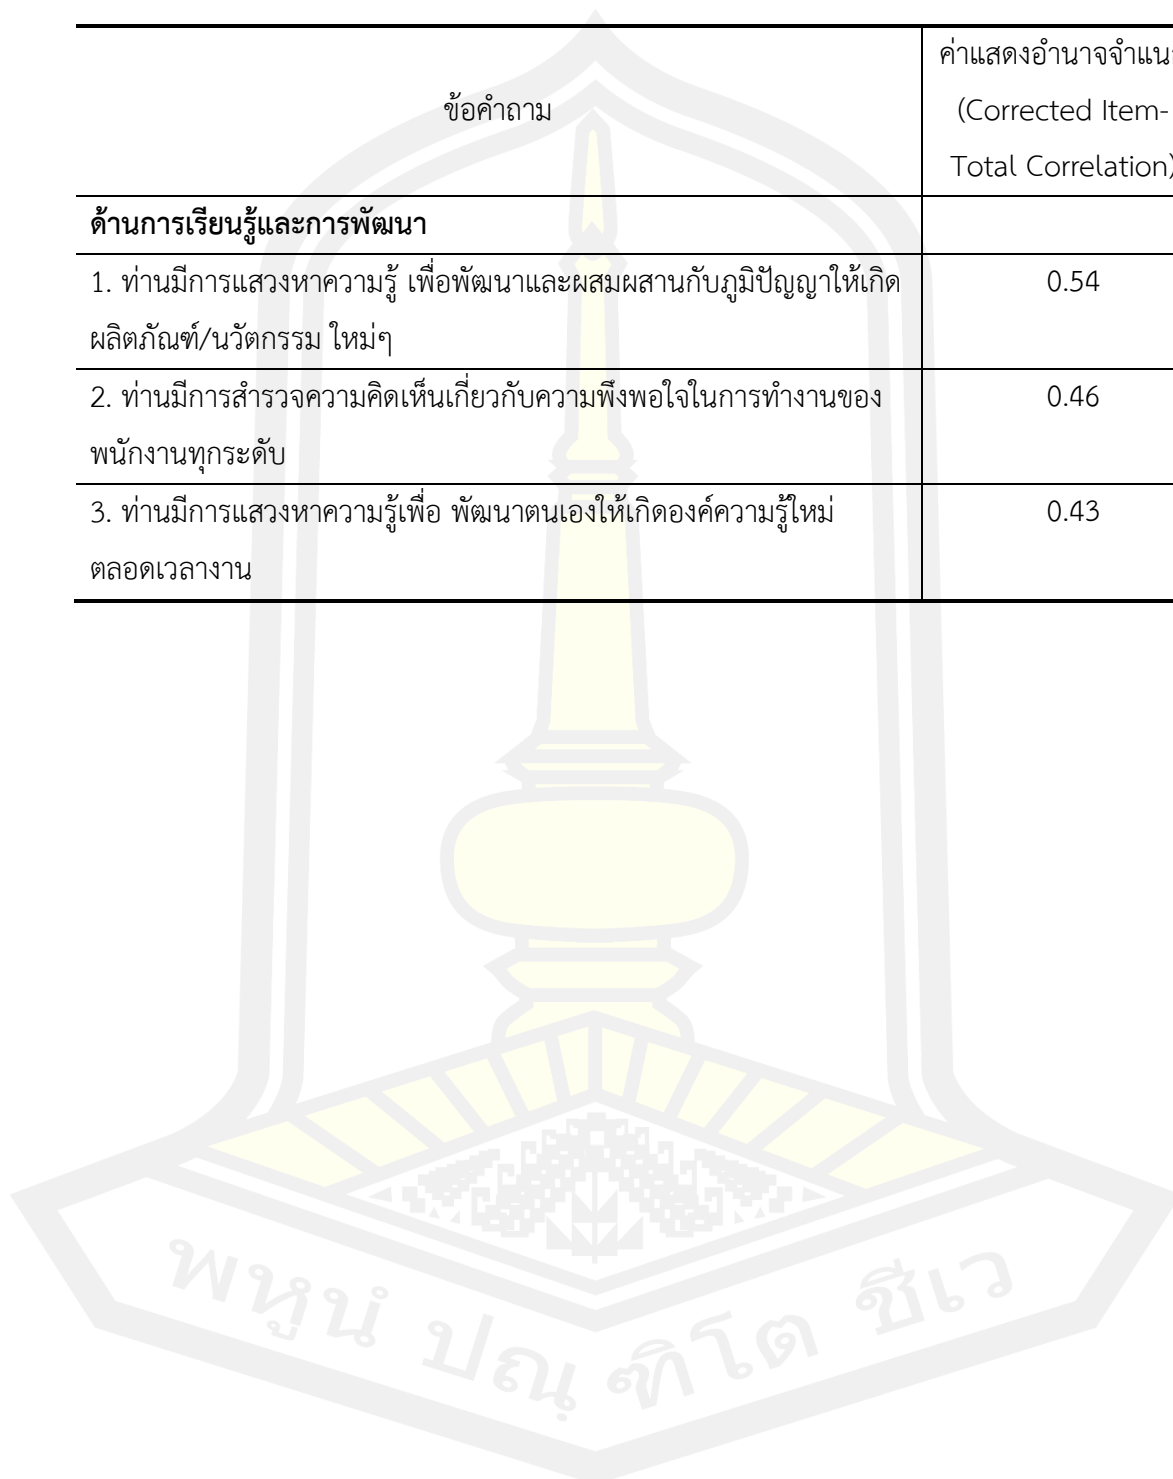 ข้อคำถาม
ค่าแสดงอำนาจจำแนก
(Corrected Item-
Total Correlation)
ด้านการเรียนรู้และการพัฒนา
1. ท่านมีการแสวงหาความรู้ เพื่อพัฒนาและผสมผสานกับภูมิปัญญาให้เกิด
ผลิตภัณฑ์/นวัตกรรม ใหม่ๆ
0.54
2. ท่านมีการสำรวจความคิดเห็นเกี่ยวกับความพึงพอใจในการทำงานของ
พนักงานทุกระดับ
0.46
3. ท่านมีการแสวงหาความรู้เพื่อ พัฒนาตนเองให้เกิดองค์ความรู้ใหม่
ตลอดเวลางาน
0.43
พหูนํ ปณฺ ฑิโต ชีเว